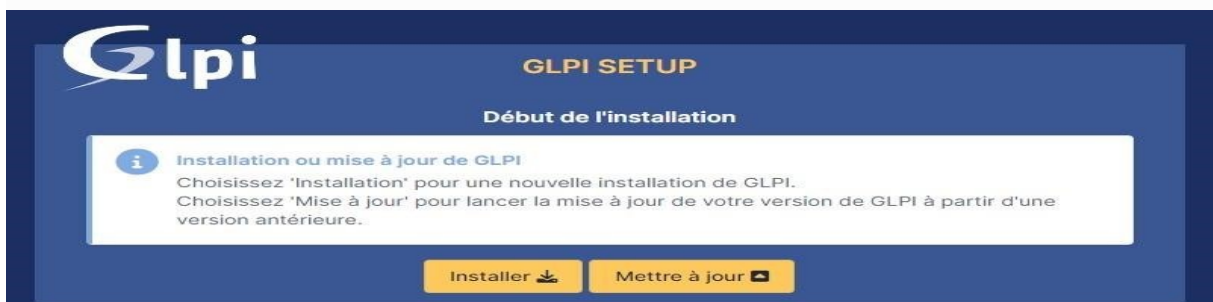 Glpi
GLPI SETUP
Début de l'installation
Installation ou mise à jour de GLPI
Choisissez 'Installation' pour une nouvelle installation de GLPI.
Choisissez 'Mise à jour' pour lancer la mise à jour de votre version de GLPI à partir d'une
version antérieure.
Installer
Mettre à jour